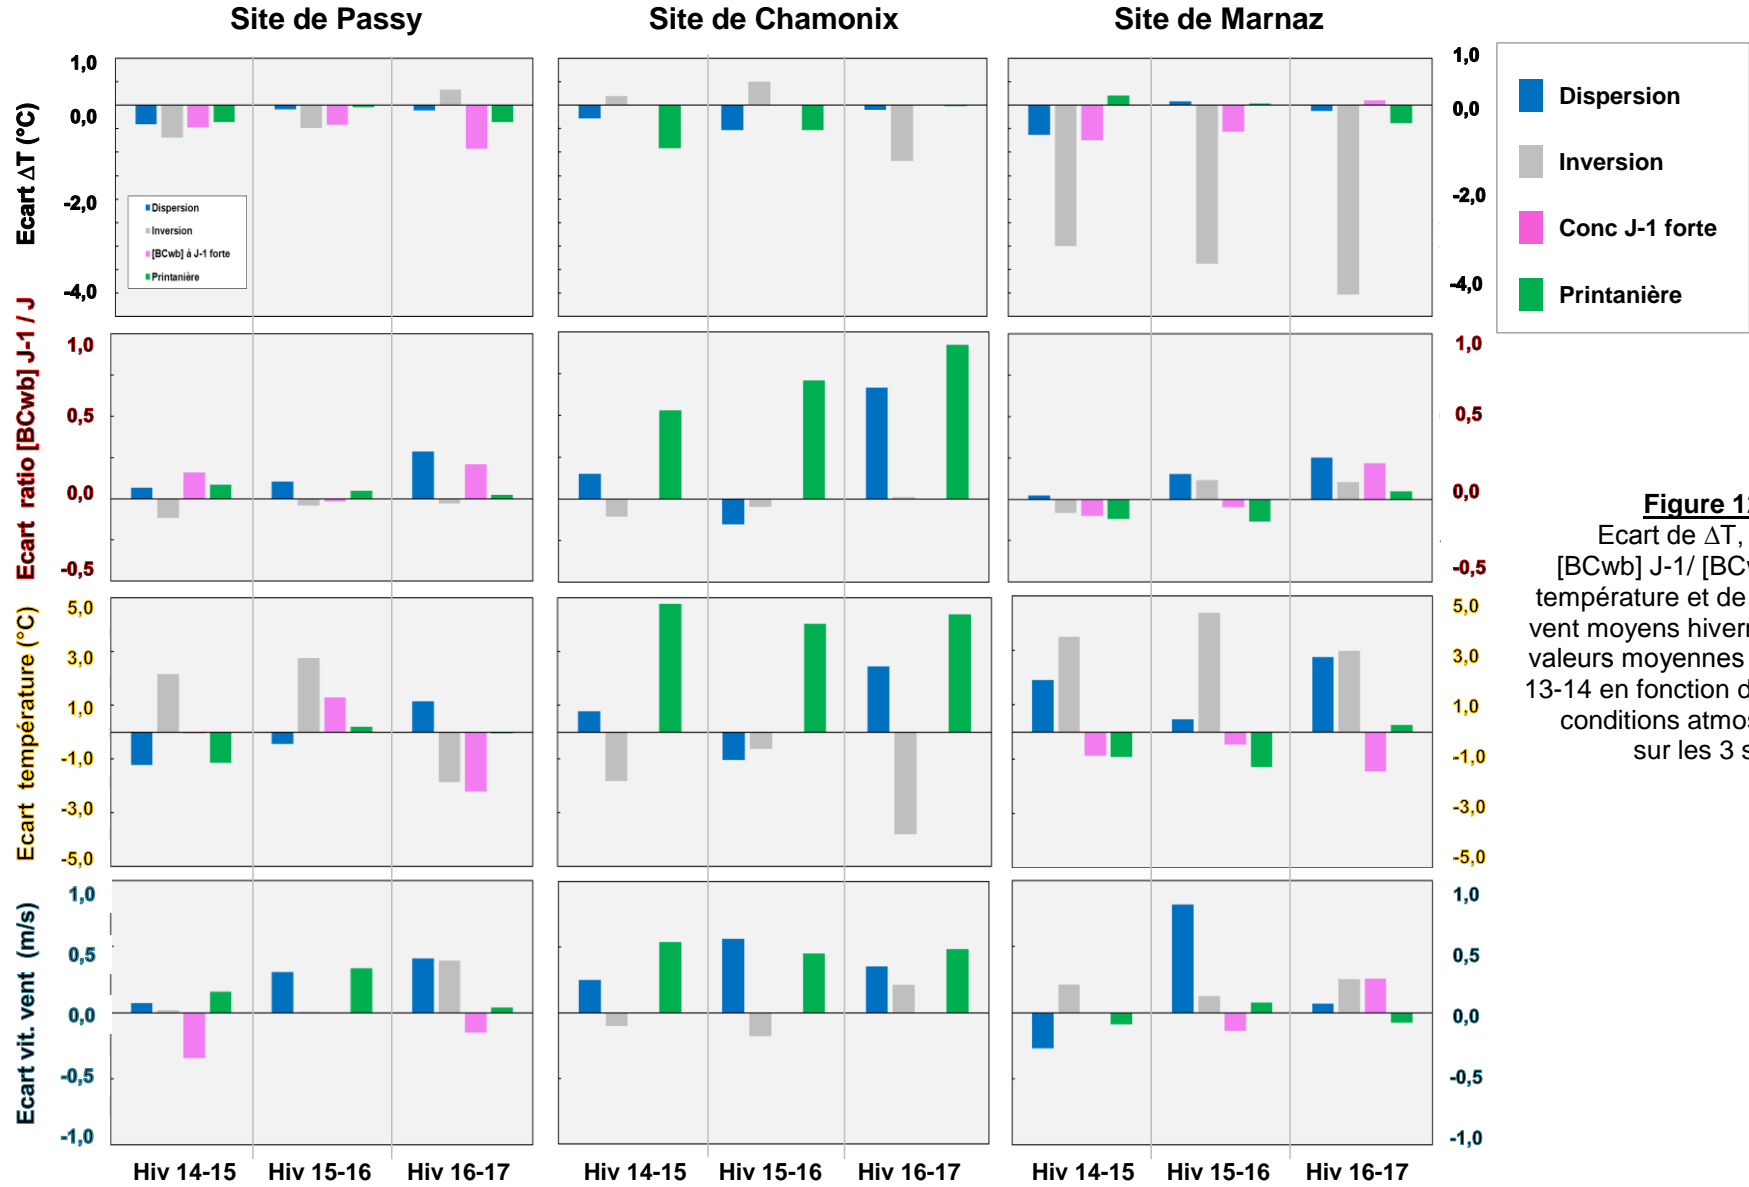 Site de Passy
Site de Chamonix
Site de Marnaz
Ecart ΔT (°C)
1,0
0,0
-2,0
-4,0
Dispersion
Inversion
[BCwb] à J-1 forte
Printanière
1,0
0,0
-2,0
-4,0
Dispersion
Inversion
Conc J-1 forte
Printanière
Ecart ratio [BCwb] J-1 / J
1,0
0,5
0,0
-0,5
1,0
0,5
0,0
-0,5
Ecart température (°C)
5,0
3,0
1,0
-1,0
-3,0
-5,0
5,0
3,0
1,0
-1,0
-3,0
-5,0
Ecart vit. vent (m/s)
1,0
0,5
0,0
-0,5
-1,0
1,0
0,5
0,0
-0,5
-1,0
Hiv 14-15 Hiv 15-16 Hiv 16-17
Hiv 14-15 Hiv 15-16 Hiv 16-17
Hiv 14-15 Hiv 15-16 Hiv 16-17
Figure
Ecart de ΔT,
[BCwb] J-1/
température et de
vent moyens
valeurs moyennes
13-14 en fonction
conditions
sur les 3